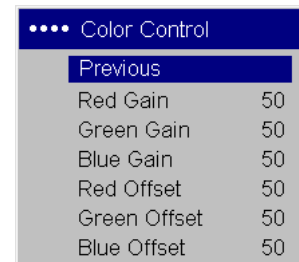 •••• Color Control
Previous
Red Gain 50
Green Gain 50
Blue Gain 50
Red Offset 50
Green Offset 50
Blue Offset 50